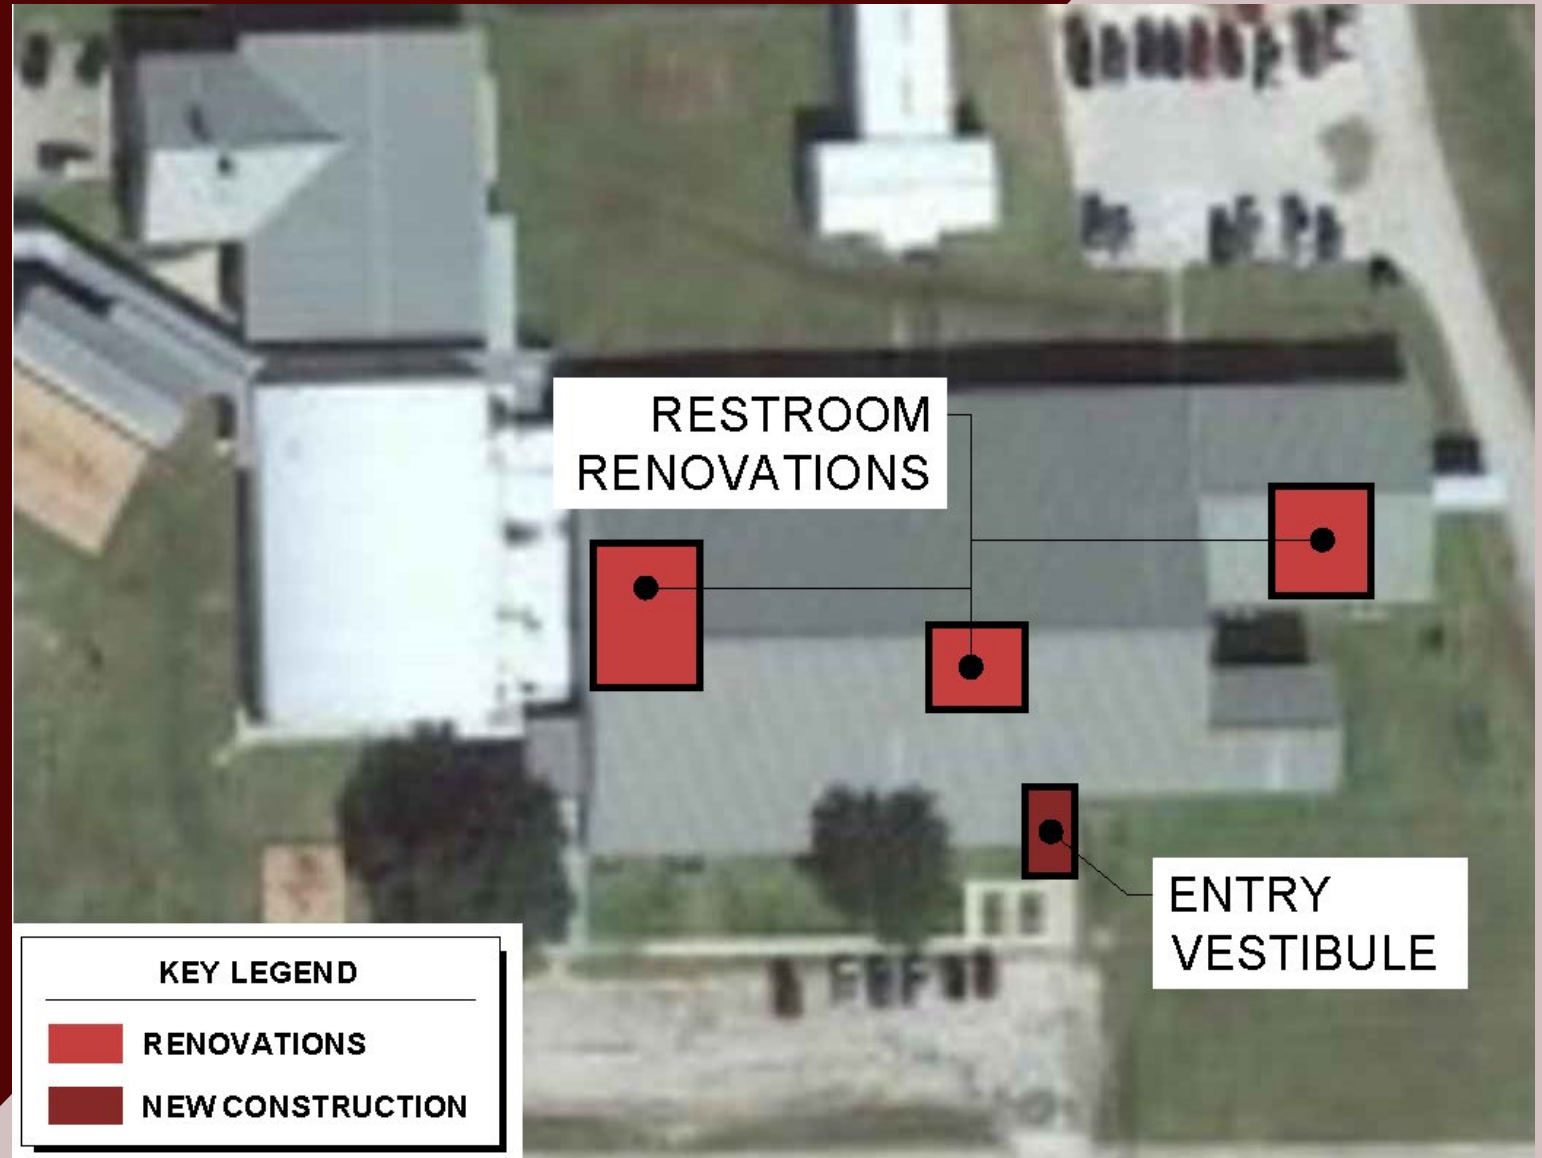 RESTROOM
RENOVATIONS
ENTRY
VESTIBULE
KEY LEGEND
RENOVATIONS
NEW CONSTRUCTION